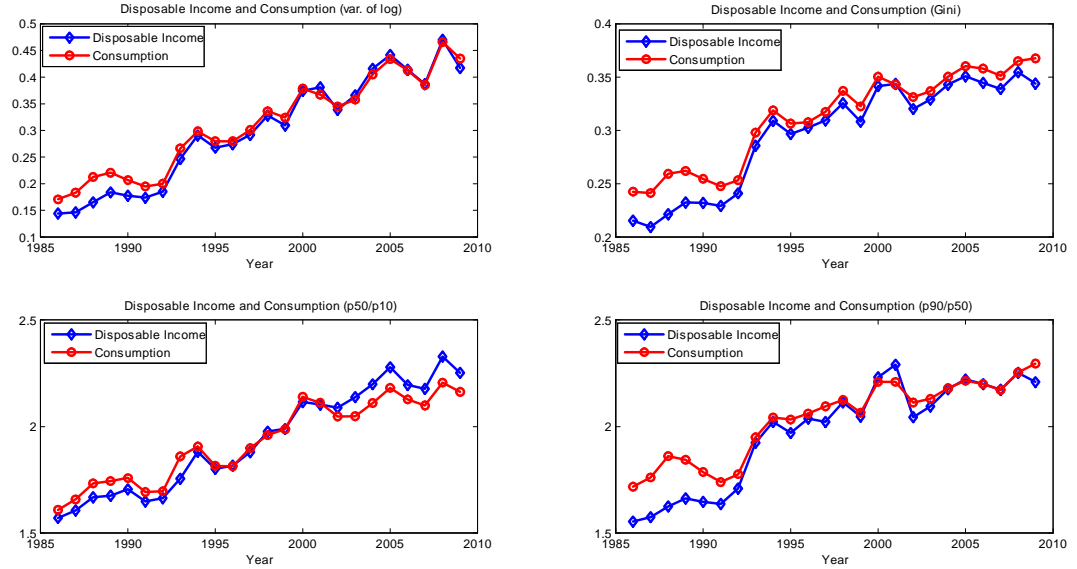 Disposable Income and Consumption (var. of log)
0.5
0.45
0.4
0.35
0.3
0.25
0.2
0.15
0.1
Disposable Income
Consumption
1985
1990
1995
2000
2005
2010
Year
Disposable Income and Consumption (Gini)
0.4
0.35
0.3
0.25
0.2
Disposable Income
Consumption
1985
1990
1995
2000
2005
2010
Year
Disposable Income and Consumption (p50/p10)
2.5
2
1.5
Disposable Income
Consumption
1985
1990
1995
2000
2005
2010
Year
Disposable Income and Consumption (p90/p50)
2.5
2
1.5
Disposable Income
Consumption
1985
1990
1995
2000
2005
2010
Year